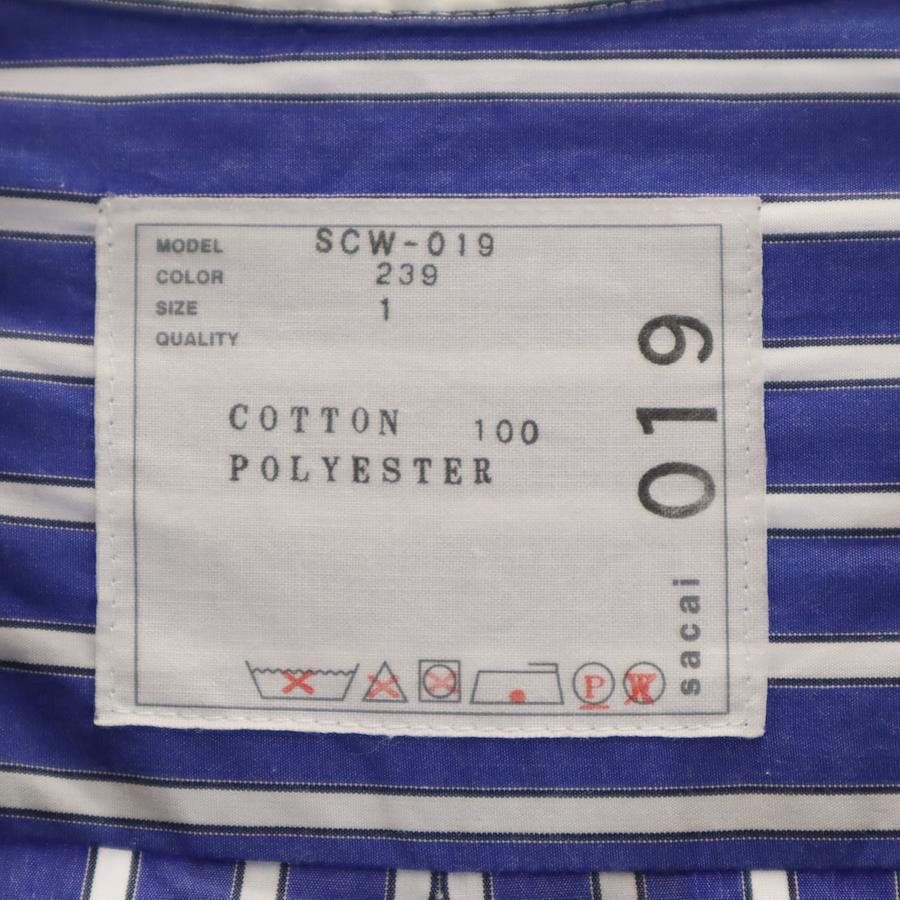 MODEL SCW-019
COLOR 239
SIZE 1
QUALITY
COTTON 100
POLYESTER
019
sacai
P
W